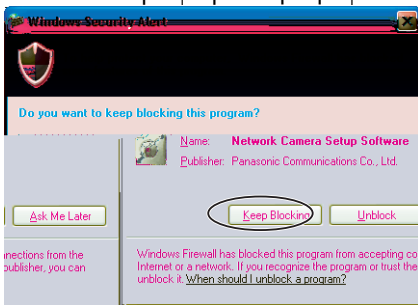 Windows Security Alert
Do you want to keep blocking this program?
Name: Network Camera Setup Software
Publisher: Panasonic Communications Co., Ltd.
Ask Me Later
Keep Blocking
Unblock
nnections from the
publisher, you can
Windows Firewall has blocked this program from accepting co
Internet or a network. If you recognize the program or trust the
unblock it. When should I unblock a program?